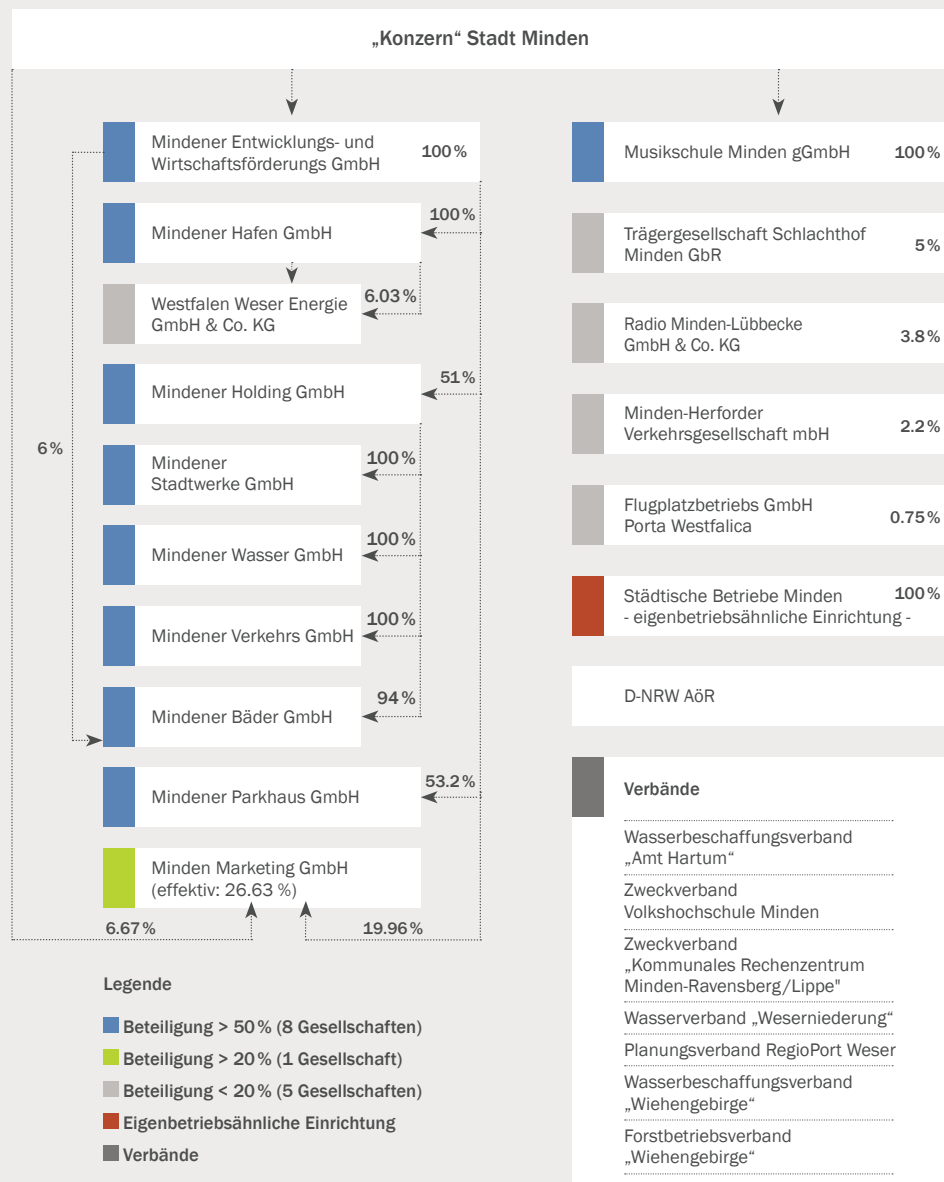 „Konzern“ Stadt Minden
Mindener Entwicklungs- und
Wirtschaftsförderungs GmbH
100 %
Mindener Hafen GmbH
100 %
Westfalen Weser Energie
GmbH & Co. KG
6.03 %
Mindener Holding GmbH
51 %
6 %
Mindener
Stadtwerke GmbH
100 %
Mindener Wasser GmbH
100 %
Mindener Verkehrs GmbH
100 %
Mindener Bäder GmbH
94 %
Mindener Parkhaus GmbH
53.2 %
Minden Marketing GmbH
(effektiv: 26.63 %)
6.67 %
19.96 %
Legende
Beteiligung > 50 % (8 Gesellschaften)
Beteiligung > 20 % (1 Gesellschaft)
Beteiligung < 20 % (5 Gesellschaften)
Eigenbetriebsähnliche Einrichtung
Verbände
Musikschule Minden gGmbH
100 %
Trägergesellschaft Schlachthof
Minden GbR
5 %
Radio Minden-Lübbecke
GmbH & Co. KG
3.8 %
Minden-Herforder
Verkehrsgesellschaft mbH
2.2 %
Flugplatzbetriebs GmbH
Porta Westfalica
0.75 %
Städtische Betriebe Minden
100 %
- eigenbetriebsähnliche Einrichtung -
D-NRW AöR
Verbände
Wasserbeschaffungsverband
„Amt Hartum“
Zweckverband
Volkshochschule Minden
Zweckverband
„Kommunales Rechenzentrum
Minden-Ravensberg/Lippe"
Wasserverband „Weserniederung“
Planungsverband RegioPort Weser
Wasserbeschaffungsverband
„Wiehengebirge“
Forstbetriebsverband
„Wiehengebirge“